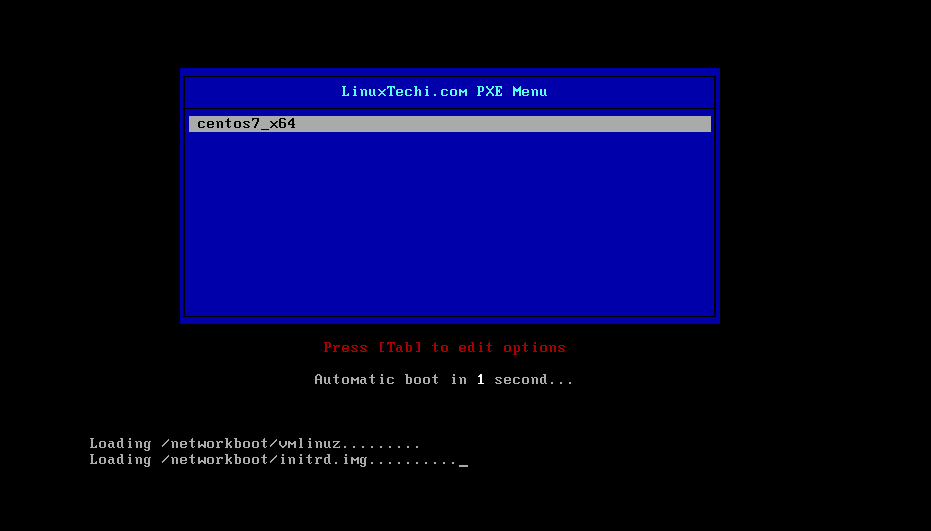 LinuxTechi.com PXE Menu
centos7_x64
Press [Tab] to edit options
Automatic boot in 1 second...
Loading /networkboot/vmlinuz.........
Loading /networkboot/initrd.img.........._